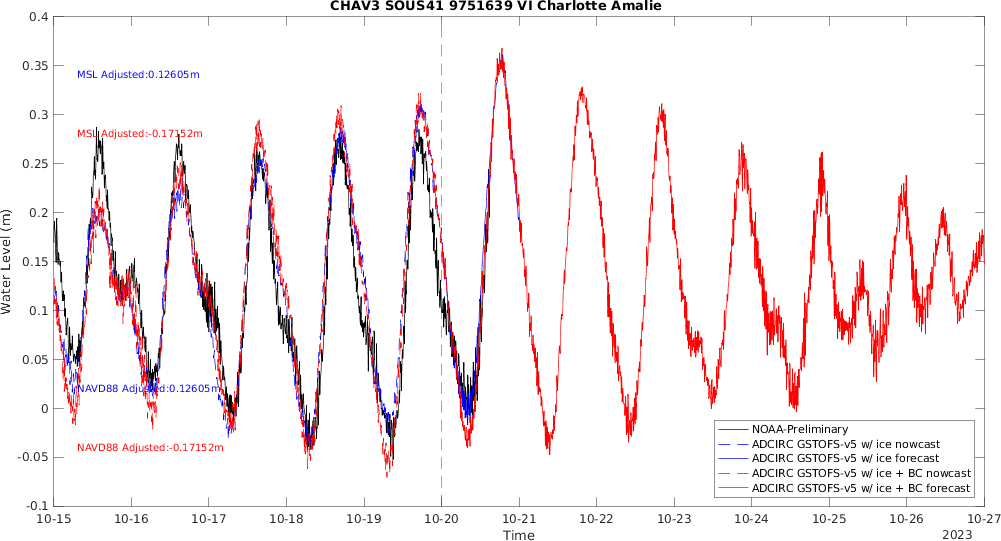 CHAV3 SOUS41 9751639 VI Charlotte Amalie
0.4
0.35
0.3
0.25
0.2
0.15
0.1
0.05
0
-0.05
-0.1
Water Level (m)
MSL Adjusted:0.12605m
MSL Adjusted:-0.17152m
NAVD88 Adjusted:0.12605m
NAVD88 Adjusted:-0.17152m
NOAA-Preliminary
ADCIRC GSTOFS-v5 w/ ice nowcast
ADCIRC GSTOFS-v5 w/ ice forecast
ADCIRC GSTOFS-v5 w/ ice + BC nowcast
ADCIRC GSTOFS-v5 w/ ice + BC forecast
10-15 10-16 10-17 10-18 10-19 10-20 10-21 10-22 10-23 10-24 10-25 10-26 10-27
Time
2023